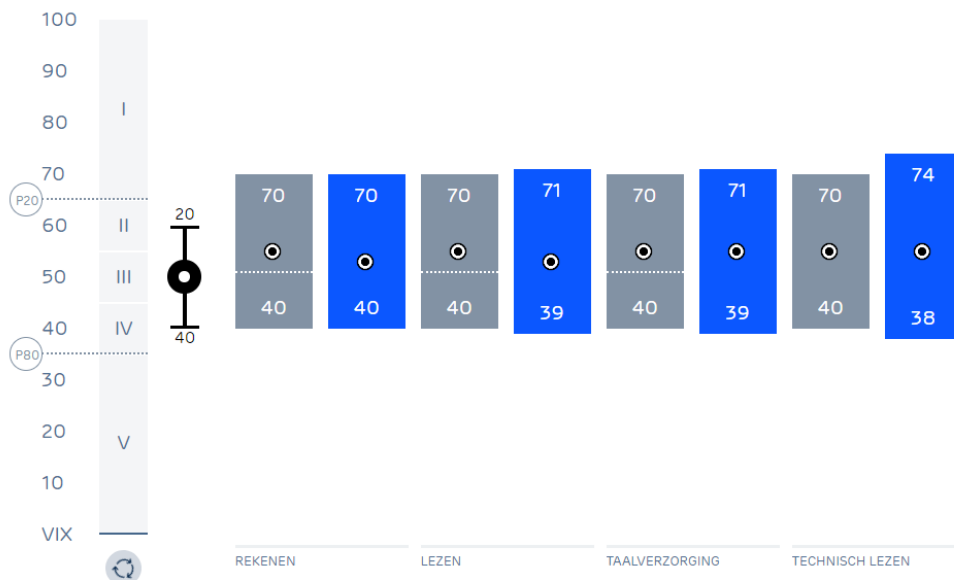 100
90
80
70
60
50
40
30
20
10
VIX
P20
P80
I
II
III
IV
V
20
40
70 70 70 71 70 71 70 74
40 40 40 39 40 39 40 38
REKENEN LEZEN TAALVERZORGING TECHNISCH LEZEN